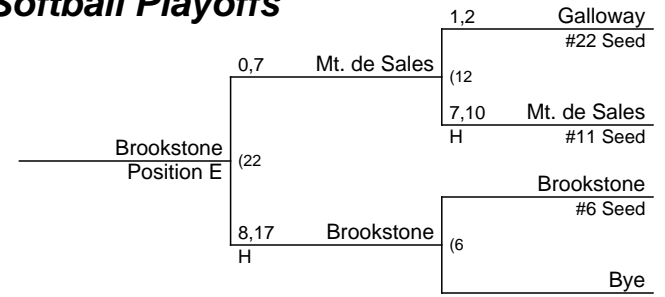 Softball Playoffs
1,2 Galloway
#22 Seed
0,7 Mt. de Sales
(12
7,10 Mt. de Sales
H #11 Seed
Brookstone
Position E
(22
Brookstone
#6 Seed
8,17 Brookstone
H
(6
Bye